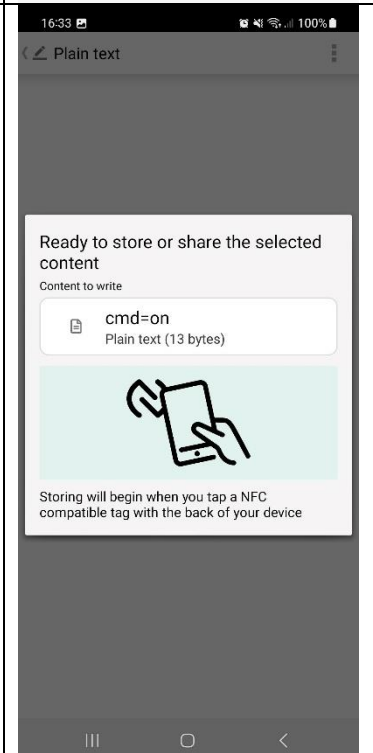 16:33 100%
Plain text
Ready to store or share the selected
content
Content to write
cmd=on
Plain text (13 bytes)
Storing will begin when you tap a NFC
compatible tag with the back of your device